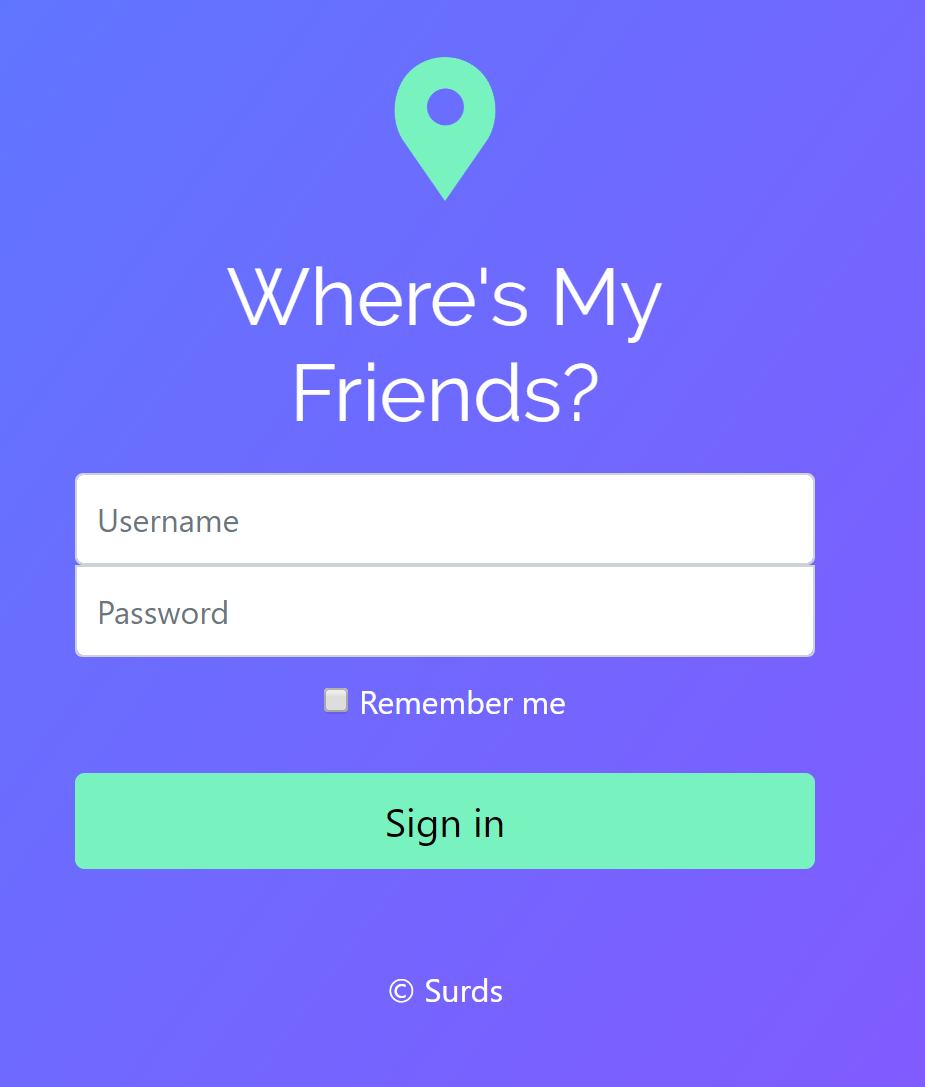 Where's My
Friends?
Username
Password
Remember me
Sign in
© Surds